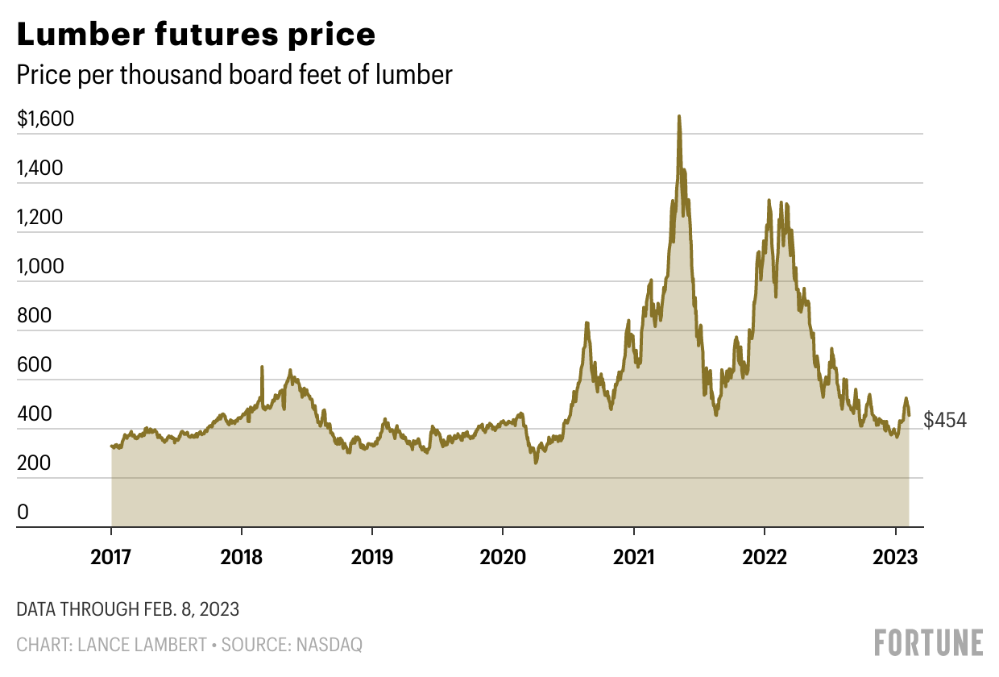 Lumber futures price
Price per thousand board feet of lumber
$1,600
1,400
1,200
1,000
800
600
400
$454
200
0
2017 2018 2019 2020 2021 2022 2023
DATA THROUGH FEB. 8, 2023
CHART: LANCE LAMBERT • SOURCE: NASDAQ
FORTUNE